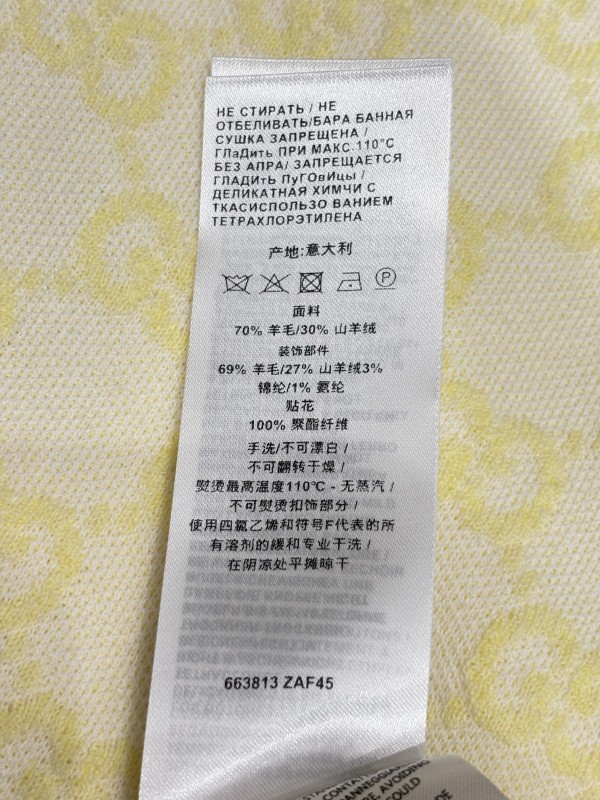 НЕ СТИРАТЬ / НЕ
ОТБЕЛИВАТЬ/БАРА БАННАЯ
СУШКА ЗАПРЕЩЕНА /
ГЛаДить ПРИ МАКС.110°C
БЕЗ АПРА/ ЗАПРЕЩАЕТСЯ
ГЛАДИть ПуГОвИцы /
ДЕЛИКАТНАЯ ХИМЧИ С
ТКАСИСПОЛЬЗО ВАНИЕМ
ТЕТРАХЛОРЭТИЛЕНА
产地:意大利
P
面料
70% 羊毛/30% 山羊绒
装饰部件
69% 羊毛/27% 山羊绒3%
锦纶/1% 氨纶
贴花
100% 聚酯纤维
手洗/不可漂白 /
不可翻转干燥 /
熨烫最高温度110℃ - 无蒸汽 /
不可熨烫扣饰部分 /
使用四氯乙烯和符号F代表的所
有溶剂的緩和专业干洗 /
在阴凉处平摊晾干
663813 ZAF45
AVOIDING
COULD